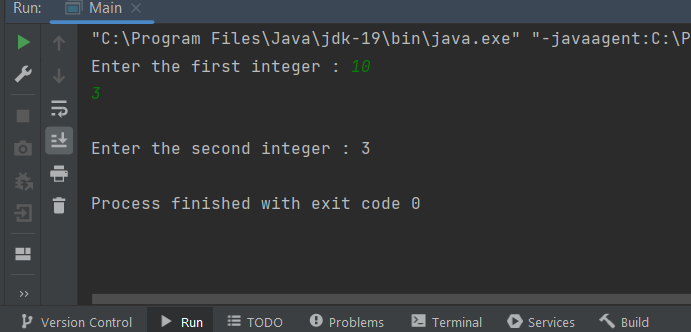 Run: Main
"C:\Program Files\Java\jdk-19\bin\java.exe" "-javaagent:C:\P
Enter the first integer : 10
3
Enter the second integer : 3
Process finished with exit code 0
Version Control Run TODO Problems Terminal Services Build